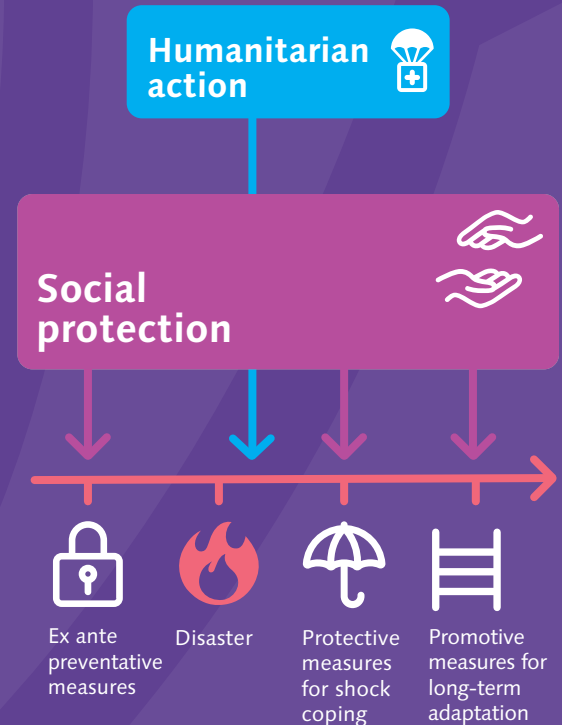 Humanitarian
action
Social
protection
Ex ante
preventative
measures
Disaster
Protective
measures
for shock
coping
Promotive
measures for
long-term
adaptation